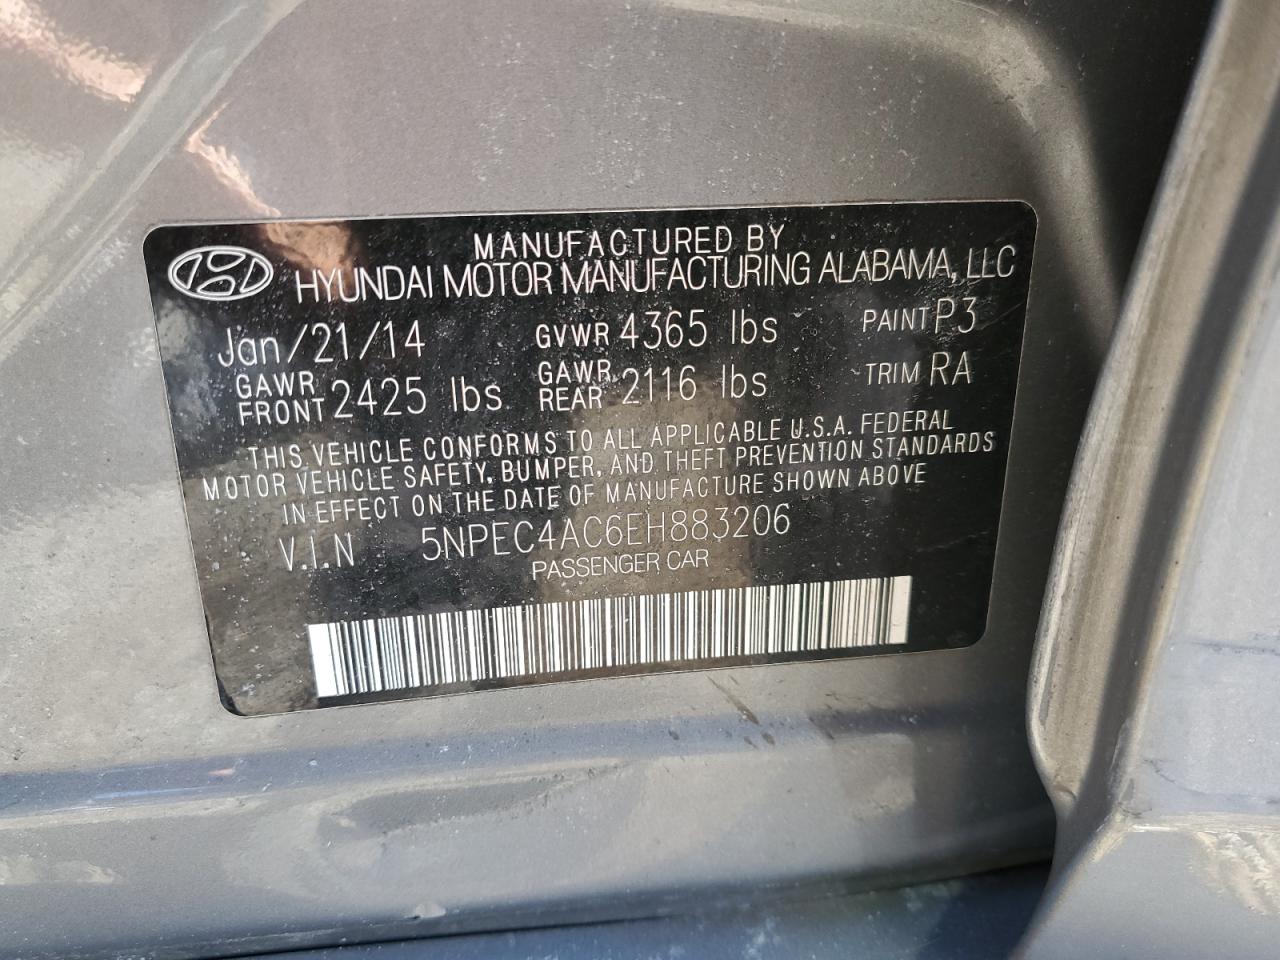 MANUFACTURED BY
HYUNDAI MOTOR MANUFACTURING ALABAMA, LLC
Jan/21/14 GVWR 4365 lbs PAINT P3
GAWR FRONT 2425 lbs GAWR REAR 2116 lbs TRIM RA
THIS VEHICLE CONFORMS TO ALL APPLICABLE U.S.A. FEDERAL
MOTOR VEHICLE SAFETY, BUMPER, AND THEFT PREVENTION STANDARDS
IN EFFECT ON THE DATE OF MANUFACTURE SHOWN ABOVE
V.I.N 5NPEC4AC6EH883206
PASSENGER CAR